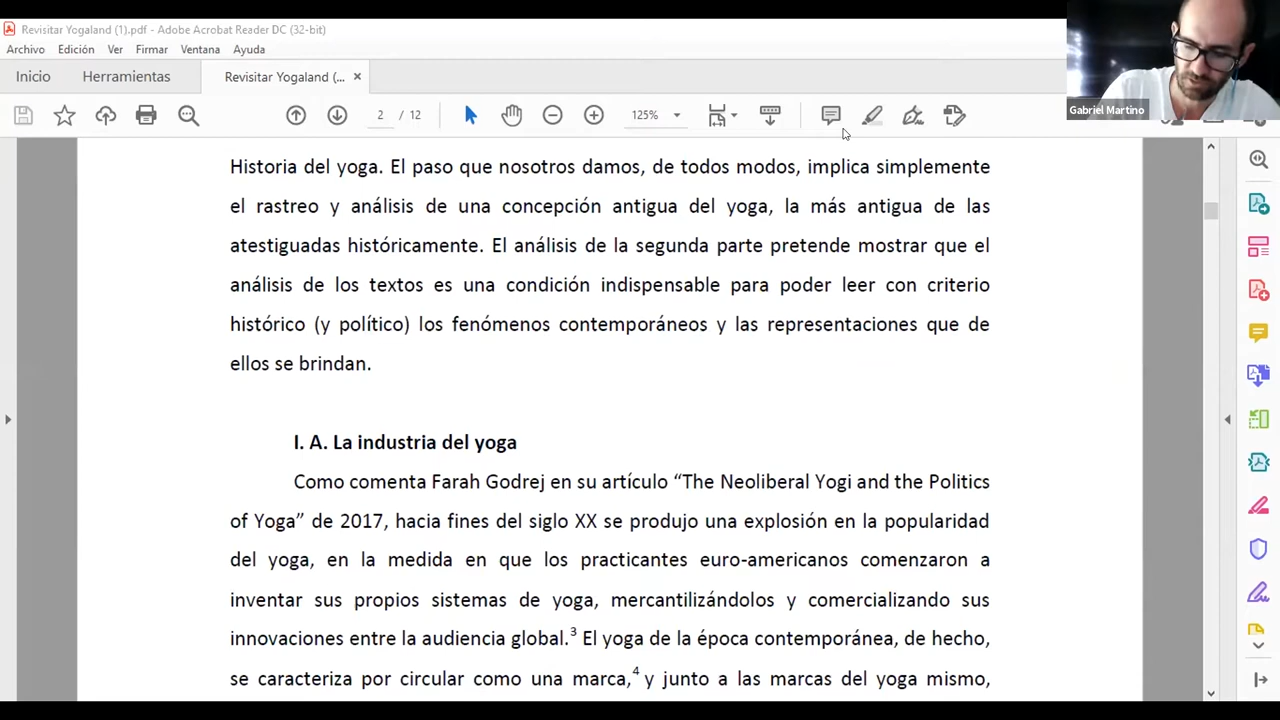 Revisitar Yogaland (1).pdf - Adobe Acrobat Reader DC (32-bit)
Archivo Edición Ver Firmar Ventana Ayuda
Inicio Herramientas Revisitar Yogaland (... ×
2 / 12 125%
Gabriel Martino
Historia del yoga. El paso que nosotros damos, de todos modos, implica simplemente
el rastreo y análisis de una concepción antigua del yoga, la más antigua de las
atestiguadas históricamente. El análisis de la segunda parte pretende mostrar que el
análisis de los textos es una condición indispensable para poder leer con criterio
histórico (y político) los fenómenos contemporáneos y las representaciones que de
ellos se brindan.
I. A. La industria del yoga
Como comenta Farah Godrej en su artículo “The Neoliberal Yogi and the Politics
of Yoga” de 2017, hacia fines del siglo XX se produjo una explosión en la popularidad
del yoga, en la medida en que los practicantes euro-americanos comenzaron a
inventar sus propios sistemas de yoga, mercantilizándolos y comercializando sus
innovaciones entre la audiencia global.3 El yoga de la época contemporánea, de hecho,
se caracteriza por circular como una marca,4 y junto a las marcas del yoga mismo,